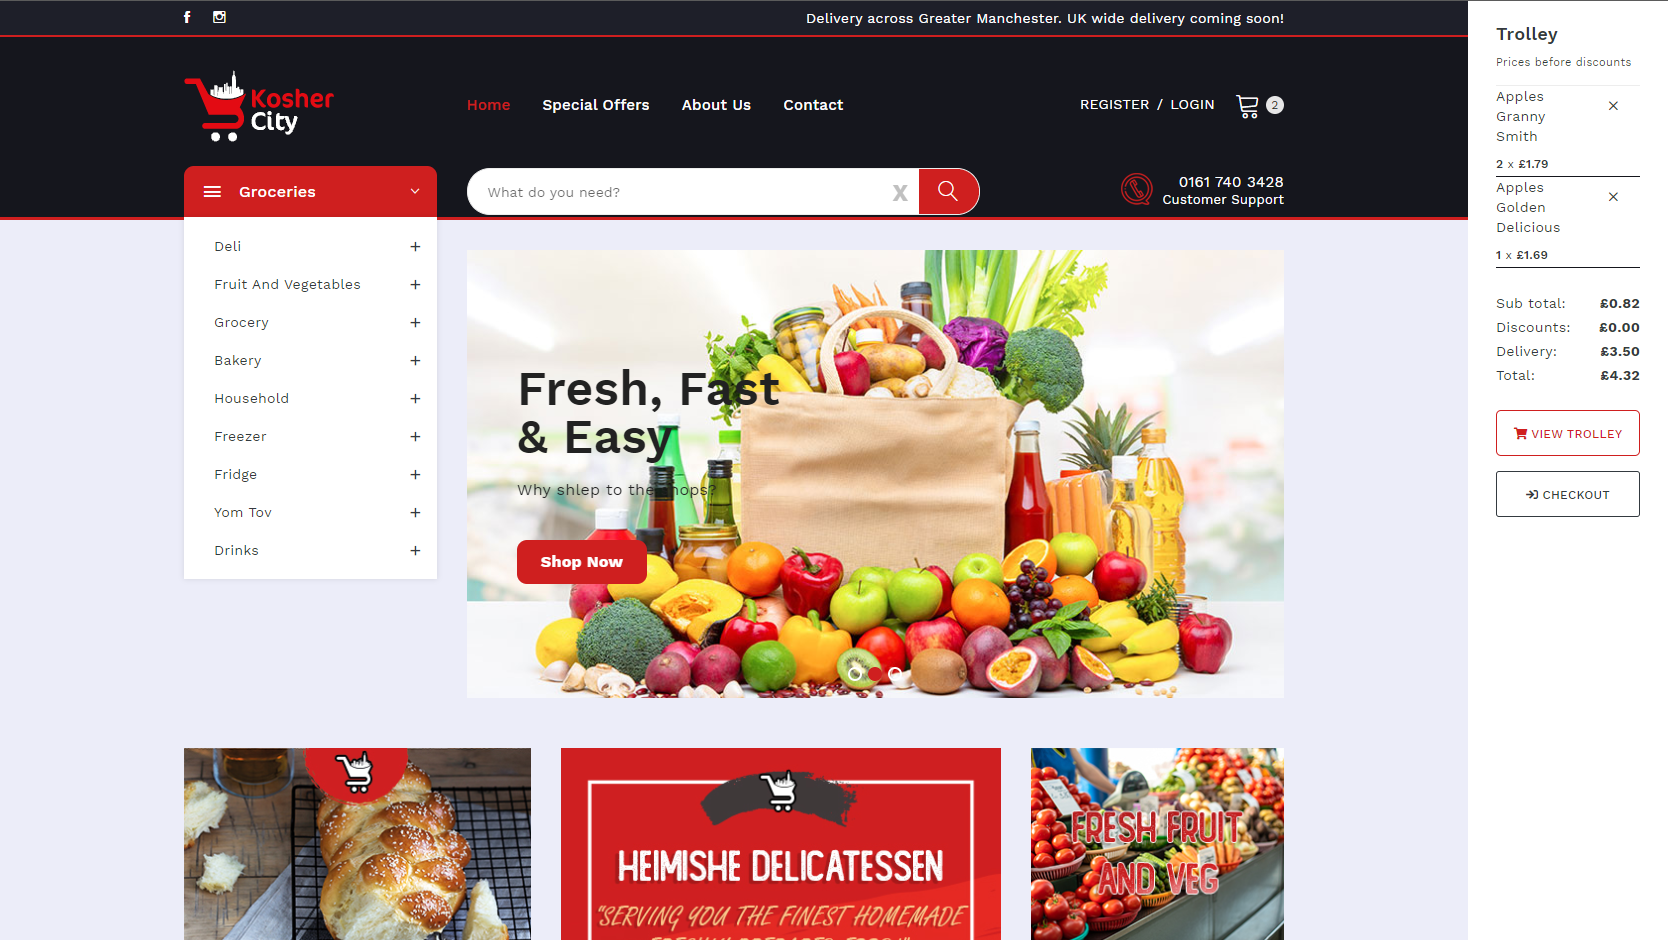 Delivery across Greater Manchester. UK wide delivery coming soon!
Kosher
City
Home Special Offers About Us Contact
REGISTER / LOGIN 2
Groceries
What do you need? X
0161 740 3428
Customer Support
Deli +
Fruit And Vegetables +
Grocery +
Bakery +
Household +
Freezer +
Fridge +
Yom Tov +
Drinks +
Fresh, Fast
& Easy
Why shlep to the shops?
Shop Now
HEIMISHE DELICATESSEN
"SERVING YOU THE FINEST HOMEMADE
FRESHLY PREPARED FOOD!"
FRESH FRUIT
AND VEG
Trolley
Prices before discounts
Apples
Granny
Smith
2 x £1.79
Apples
Golden
Delicious
1 x £1.69
Sub total: £0.82
Discounts: £0.00
Delivery: £3.50
Total: £4.32
VIEW TROLLEY
CHECKOUT